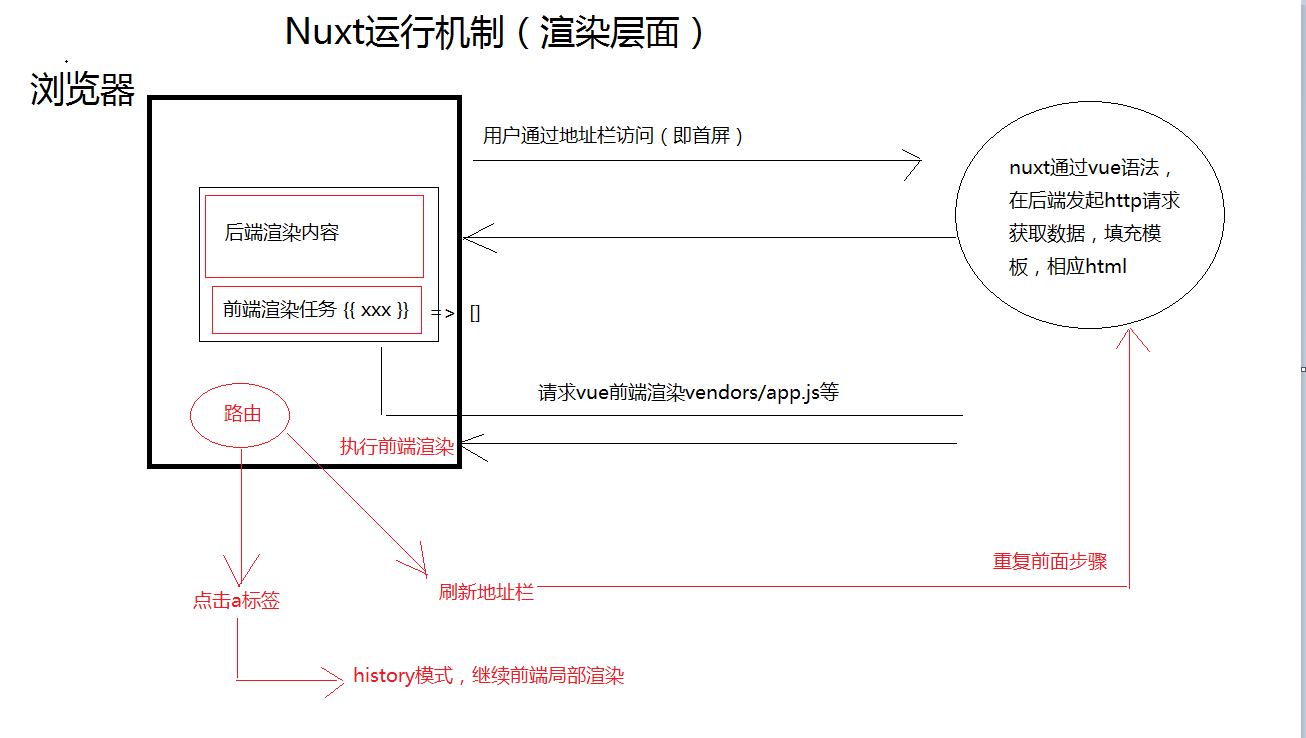 Nuxt运行机制（渲染层面）
浏览器
用户通过地址栏访问（即首屏）
nuxt通过vue语法，
在后端发起http请求
获取数据，填充模
板，相应html
后端渲染内容
前端渲染任务 {{ xxx }} => []
请求vue前端渲染vendors/app.js等
路由
执行前端渲染
重复前面步骤
点击a标签
刷新地址栏
history模式，继续前端局部渲染